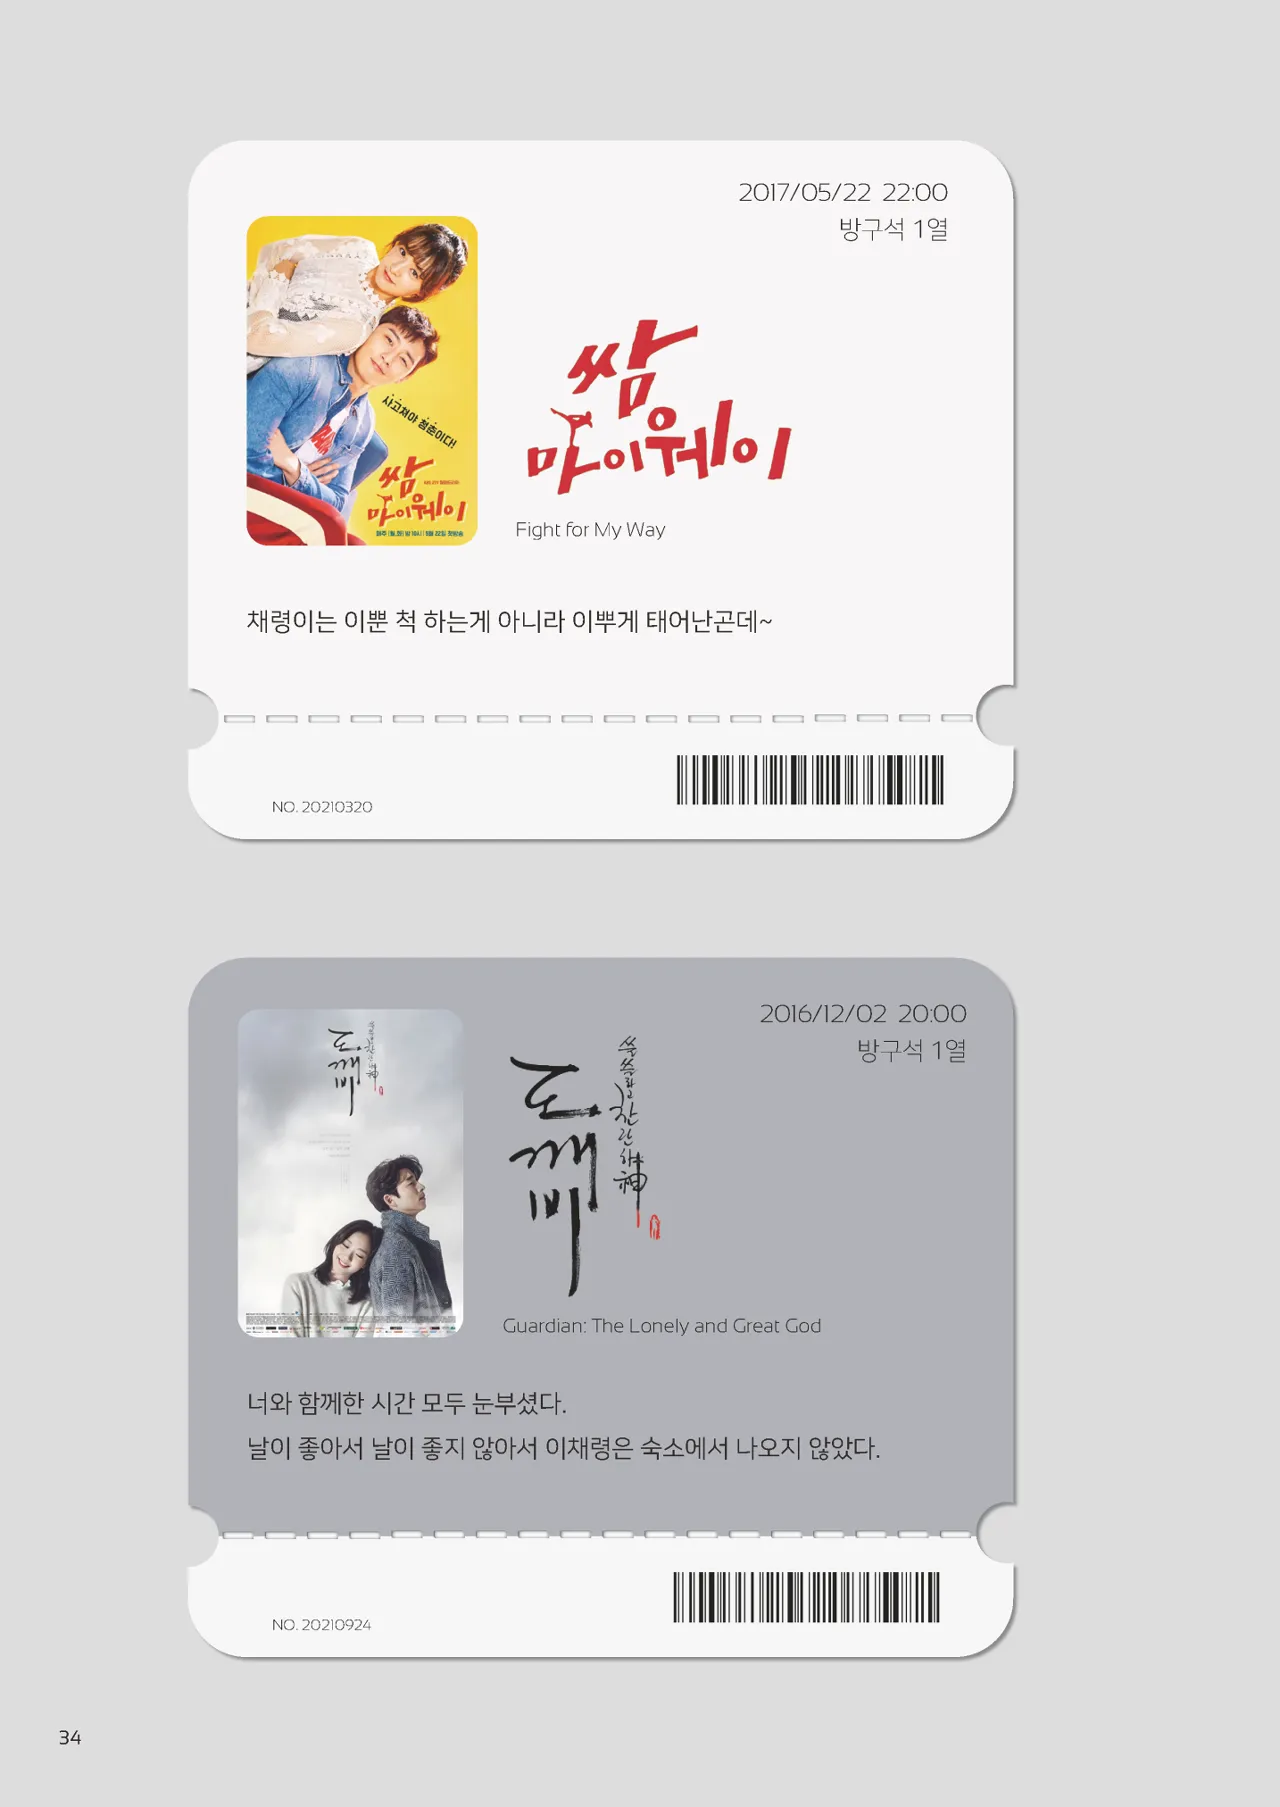 2017/05/22 22:00
방구석 1열
사고쳐야 청춘이다!
쌈
마이웨이
쌈
마이웨이
Fight for My Way
채령이는 이쁜 척 하는게 아니라 이뿌게 태어난곤데~
NO. 20210320
2016/12/02 20:00
방구석 1열
도깨비
쓸쓸하고 찬란하神
도깨비
쓸쓸하고 찬란하神
Guardian: The Lonely and Great God
너와 함께한 시간 모두 눈부셨다.
날이 좋아서 날이 좋지 않아서 이채령은 숙소에서 나오지 않았다.
NO. 20210924
34